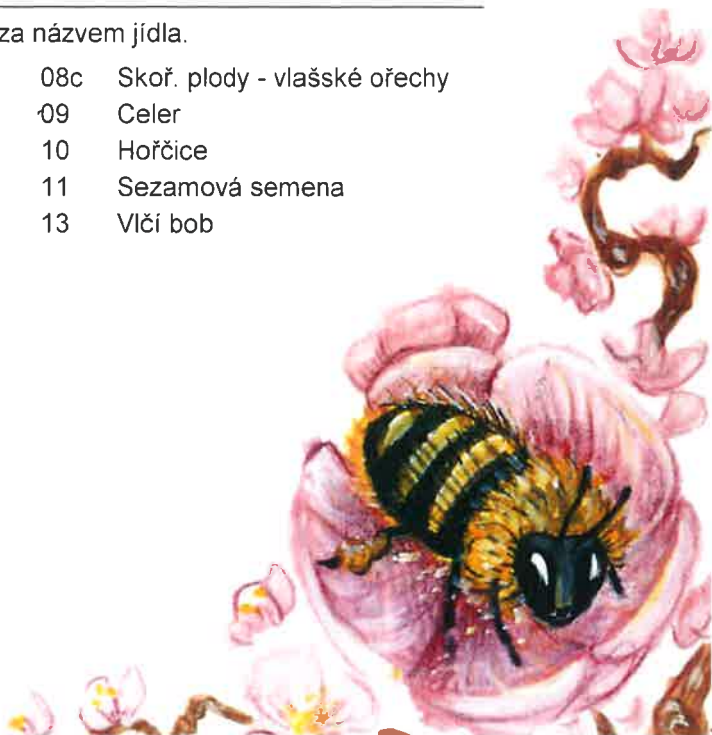 za názvem jídla.
08c Skoř. plody - vlašské ořechy
09 Celer
10 Hořčice
11 Sezamová semena
13 Vlčí bob